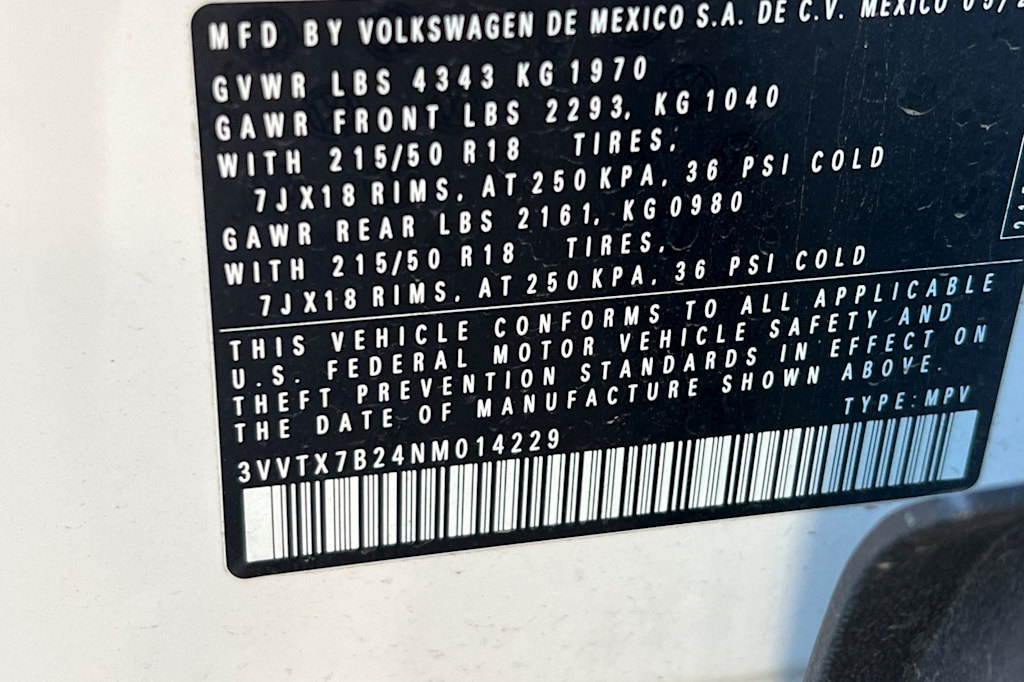 MFD BY VOLKSWAGEN DE MEXICO S.A. DE C.V. MEXICO
GVWR LBS 4343 KG 1970
GAWR FRONT LBS 2293, KG 1040
WITH 215/50 R18 TIRES,
7JX18 RIMS, AT 250 KPA, 36 PSI COLD
GAWR REAR LBS 2161, KG 0980
WITH 215/50 R18 TIRES,
7JX18 RIMS, AT 250 KPA, 36 PSI COLD
THIS VEHICLE CONFORMS TO ALL APPLICABLE
U.S. FEDERAL MOTOR VEHICLE SAFETY AND
THEFT PREVENTION STANDARDS IN EFFECT ON
THE DATE OF MANUFACTURE SHOWN ABOVE.
TYPE: MPV
3VVTX7B24NM014229